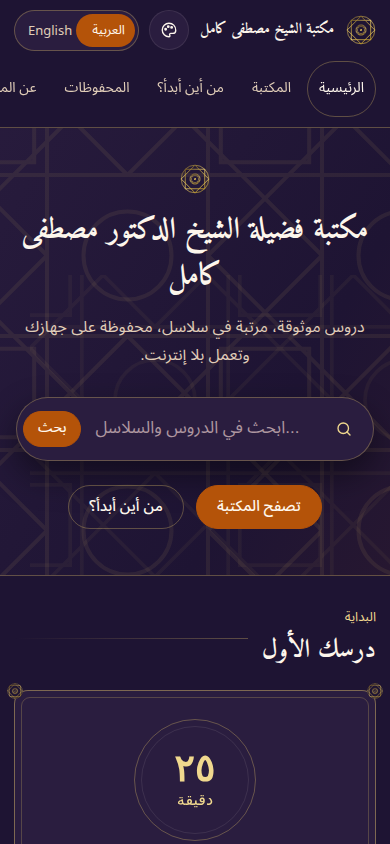 مكتبة الشيخ مصطفى كامل
العربية English
الرئيسية المكتبة من أين أبدأ؟ المحفوظات عن
مكتبة فضيلة الشيخ الدكتور مصطفى
كامل
دروس موثوقة، مرتبة في سلاسل، محفوظة على جهازك
وتعمل بلا إنترنت.
ابحث في الدروس والسلاسل... بحث
تصفح المكتبة من أين أبدأ؟
البداية
درسك الأول
٢٥
دقيقة